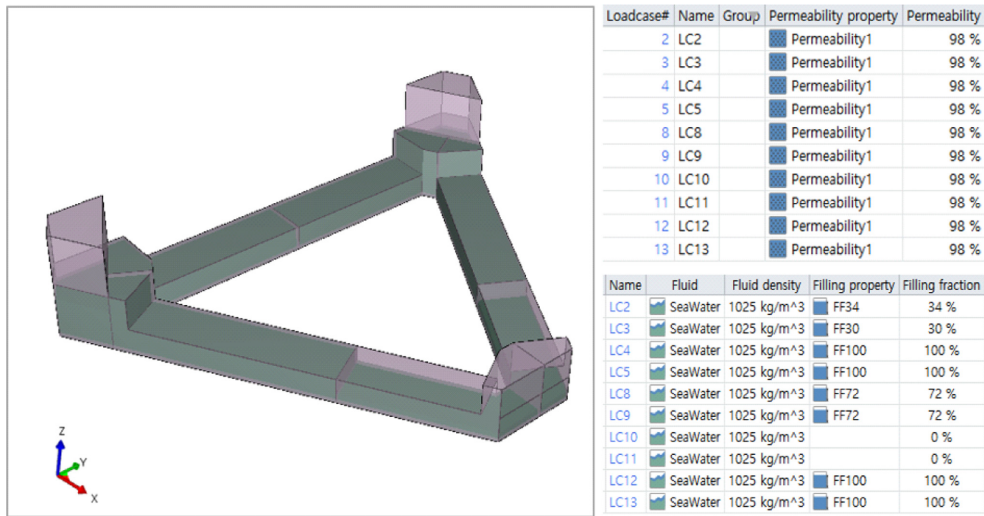 Loadcase# Name Group Permeability property Permeability
2 LC2 Permeability1 98 %
3 LC3 Permeability1 98 %
4 LC4 Permeability1 98 %
5 LC5 Permeability1 98 %
8 LC8 Permeability1 98 %
9 LC9 Permeability1 98 %
10 LC10 Permeability1 98 %
11 LC11 Permeability1 98 %
12 LC12 Permeability1 98 %
13 LC13 Permeability1 98 %
Name Fluid Fluid density Filling property Filling fraction
LC2 SeaWater 1025 kg/m^3 FF34 34 %
LC3 SeaWater 1025 kg/m^3 FF30 30 %
LC4 SeaWater 1025 kg/m^3 FF100 100 %
LC5 SeaWater 1025 kg/m^3 FF100 100 %
LC8 SeaWater 1025 kg/m^3 FF72 72 %
LC9 SeaWater 1025 kg/m^3 FF72 72 %
LC10 SeaWater 1025 kg/m^3 0 %
LC11 SeaWater 1025 kg/m^3 0 %
LC12 SeaWater 1025 kg/m^3 FF100 100 %
LC13 SeaWater 1025 kg/m^3 FF100 100 %
Z
Y
X